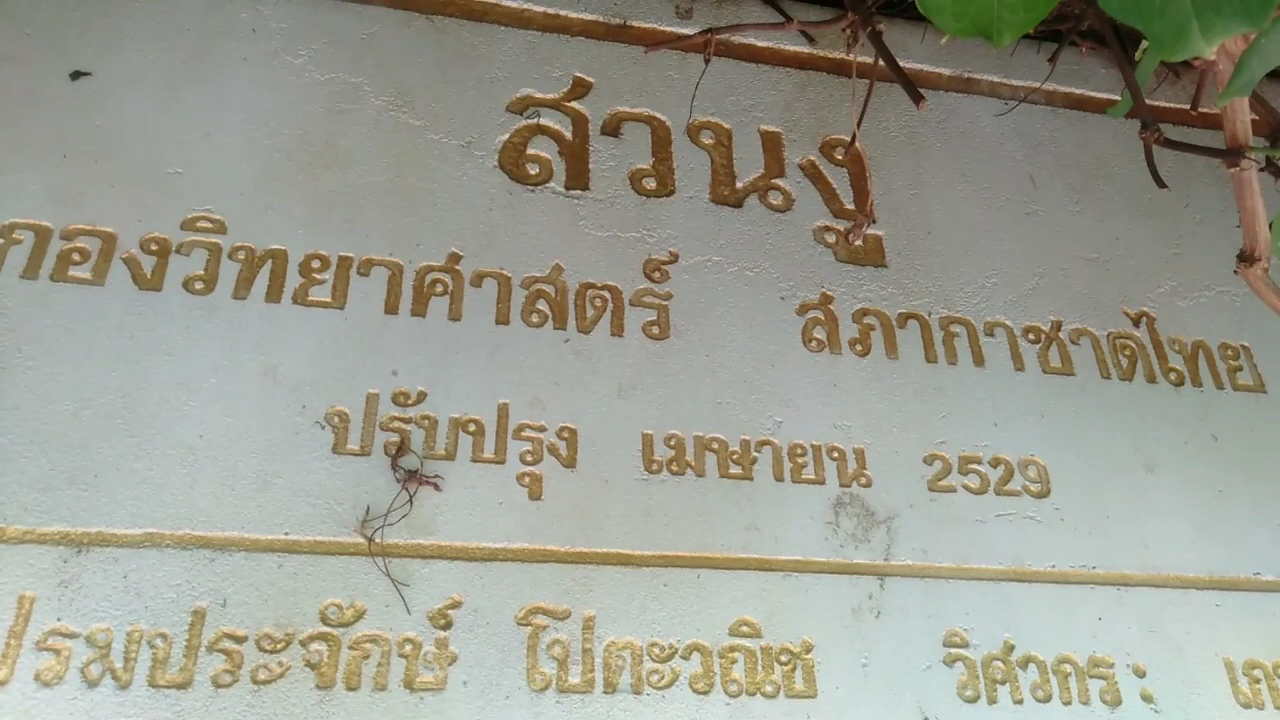 สวนงู
กองวิทยาศาสตร์ สภากาชาดไทย
ปรับปรุง เมษายน 2529
ปรมประจักษ์ โปตะวณิช วิศวกร: